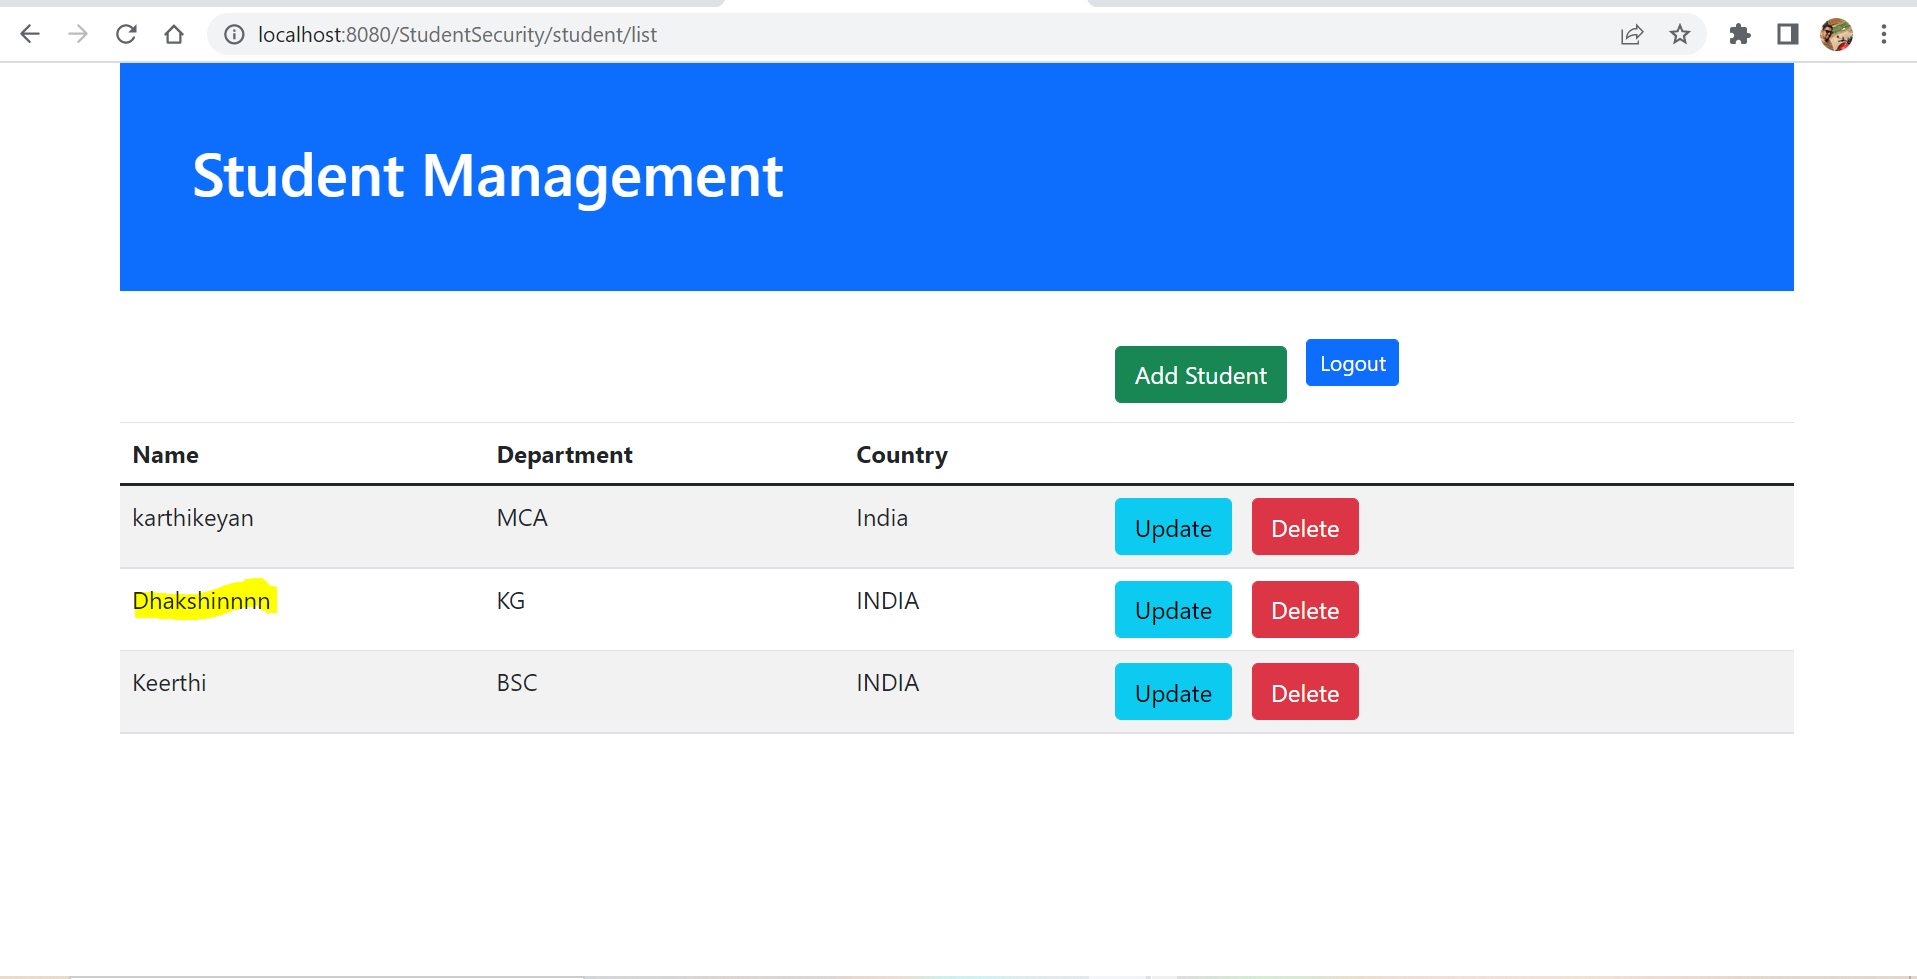 localhost:8080/StudentSecurity/student/list
Student Management
Add Student Logout
Name Department Country
karthikeyan MCA India Update Delete
Dhakshinnnn KG INDIA Update Delete
Keerthi BSC INDIA Update Delete